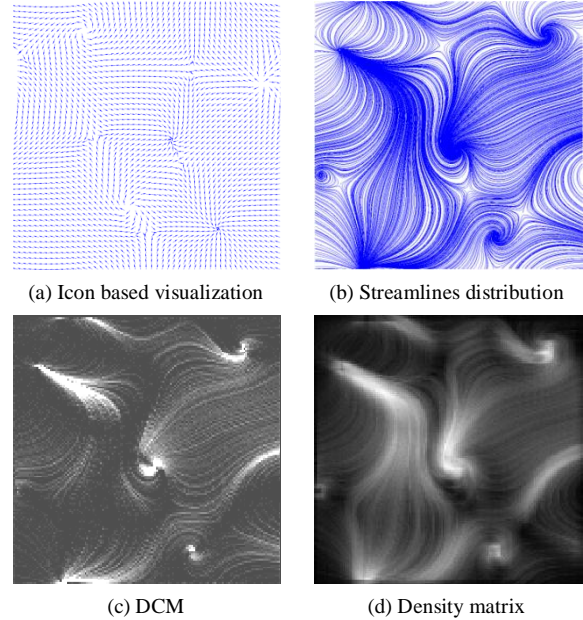 (a) Icon based visualization
(b) Streamlines distribution
(c) DCM
(d) Density matrix